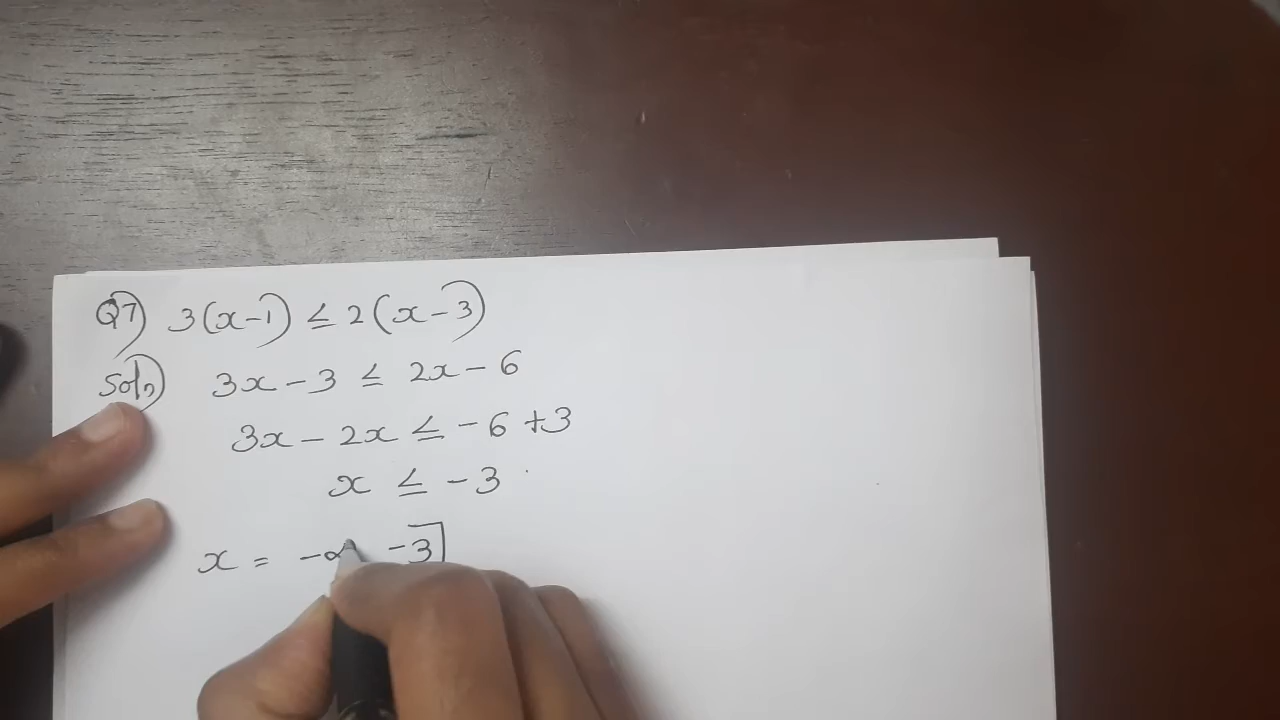 Q7) 3(x-1) ≤ 2(x-3)
Soln) 3x - 3 ≤ 2x - 6
3x - 2x ≤ - 6 + 3
x ≤ - 3
x = -∞ -3]